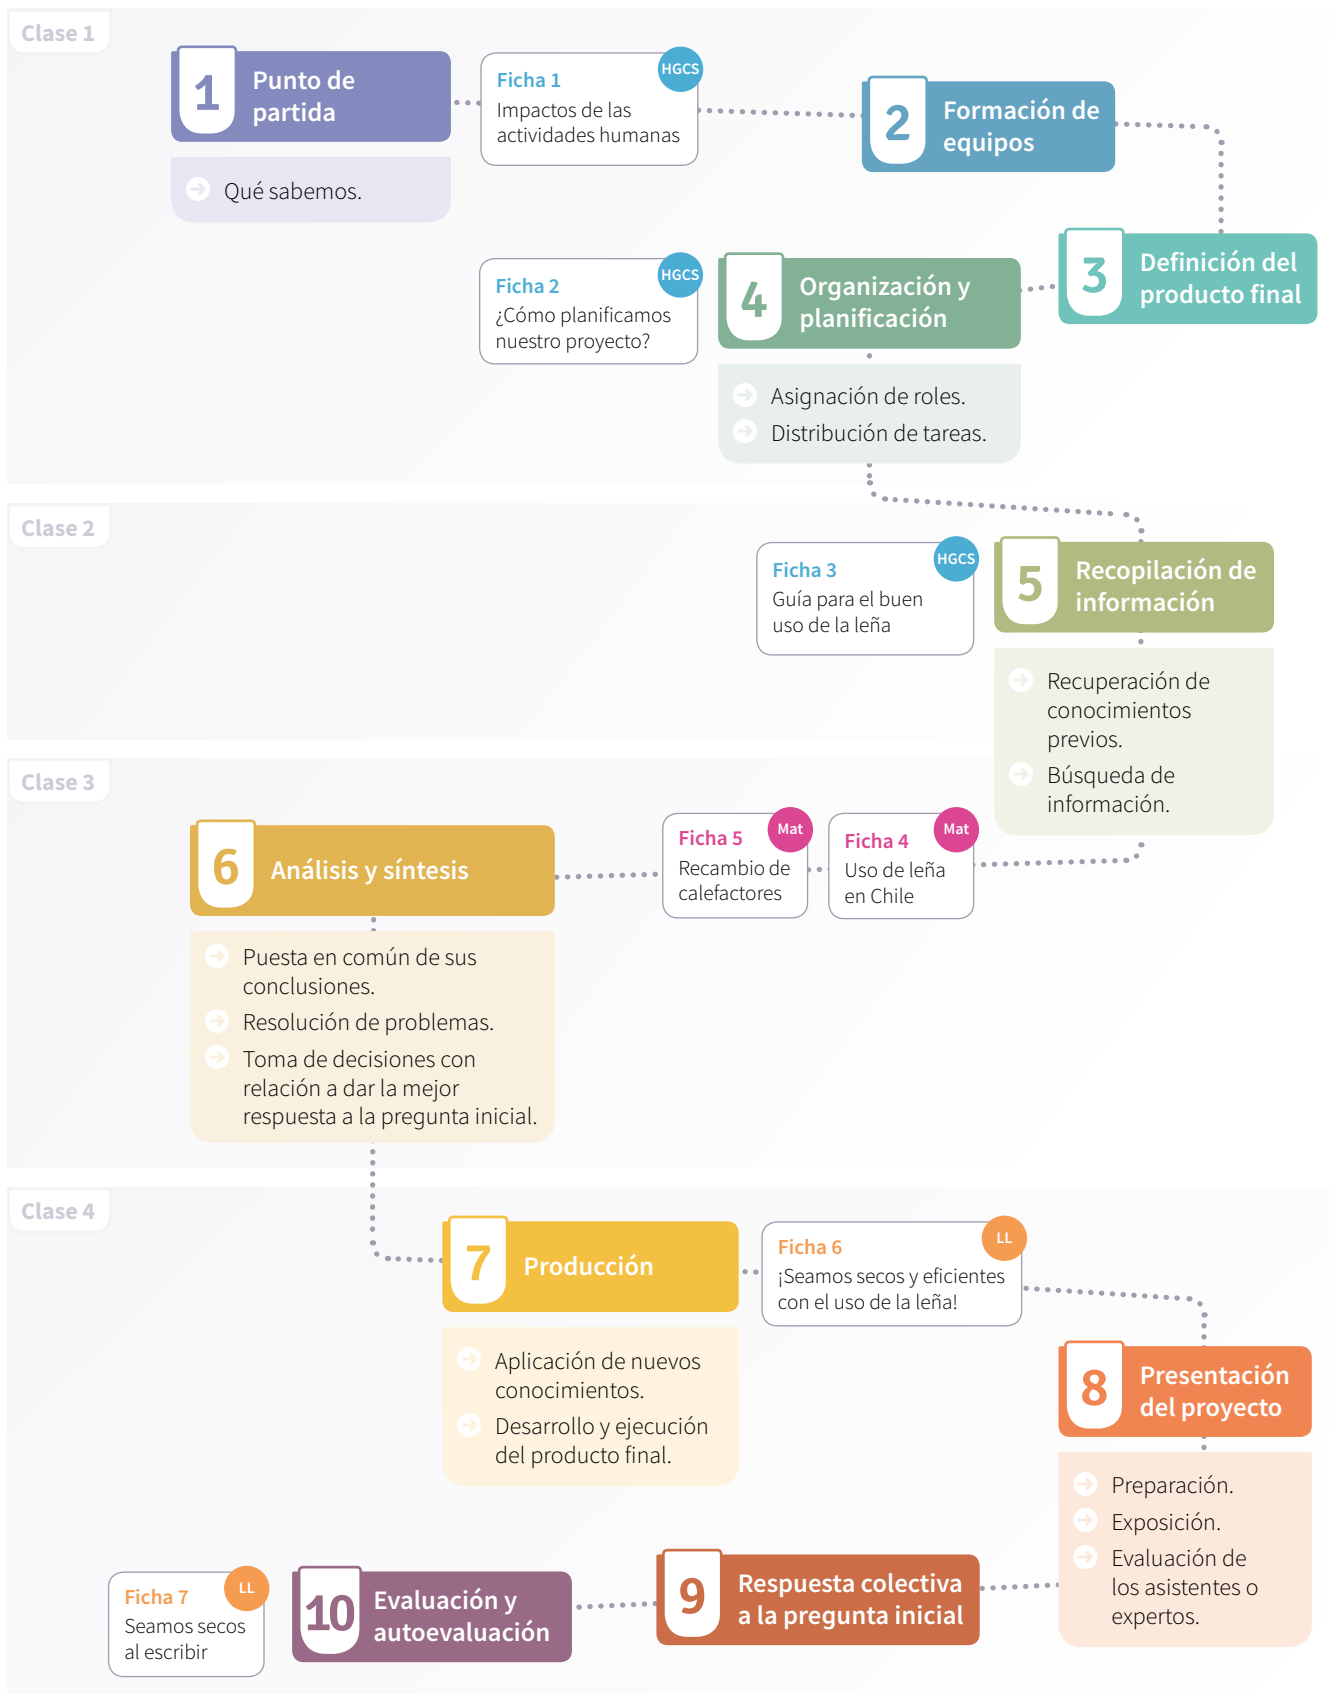 Clase 1
1
Punto de
partida
Qué sabemos.
HGCS
Ficha 1
Impactos de las
actividades humanas
2
Formación de
equipos
3
Definición del
producto final
4
Organización y
planificación
Asignación de roles.
Distribución de tareas.
HGCS
Ficha 2
¿Cómo planificamos
nuestro proyecto?
Clase 2
HGCS
Ficha 3
Guía para el buen
uso de la leña
5
Recopilación de
información
Recuperación de
conocimientos
previos.
Búsqueda de
información.
Clase 3
Mat
Ficha 4
Uso de leña
en Chile
Mat
Ficha 5
Recambio de
calefactores
6
Análisis y síntesis
Puesta en común de sus
conclusiones.
Resolución de problemas.
Toma de decisiones con
relación a dar la mejor
respuesta a la pregunta inicial.
Clase 4
7
Producción
Aplicación de nuevos
conocimientos.
Desarrollo y ejecución
del producto final.
LL
Ficha 6
¡Seamos secos y eficientes
con el uso de la leña!
8
Presentación
del proyecto
Preparación.
Exposición.
Evaluación de
los asistentes o
expertos.
9
Respuesta colectiva
a la pregunta inicial
10
Evaluación y
autoevaluación
LL
Ficha 7
Seamos secos
al escribir